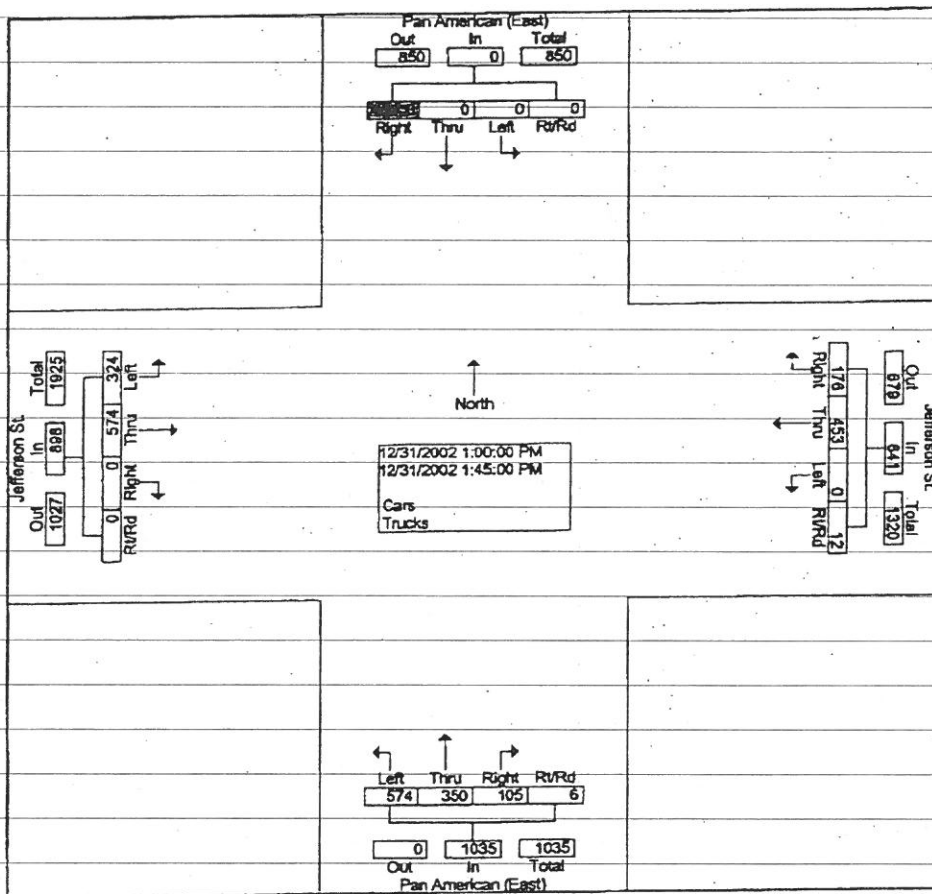 Pan American (East)
Out In Total
850 0 850
0 0 0
Right Thru Left Rt/Rd
Total In Out
1925 898 1027
Jefferson St.
324 574 0 0
Left Thru Right Rt/Rd
North
12/31/2002 1:00:00 PM
12/31/2002 1:45:00 PM
Cars
Trucks
Right Thru Left Rt/Rd
176 453 0 12
Out In Total
679 641 1320
Jefferson St.
Left Thru Right Rt/Rd
574 350 105 6
0 1035 1035
Out In Total
Pan American (East)